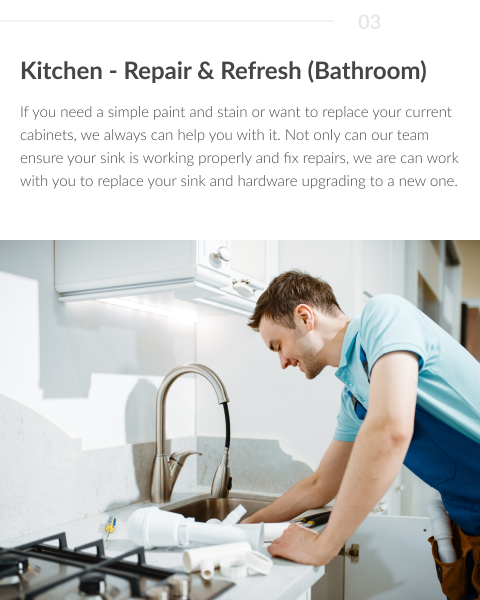 03
Kitchen - Repair & Refresh (Bathroom)
If you need a simple paint and stain or want to replace your current
cabinets, we always can help you with it. Not only can our team
ensure your sink is working properly and fix repairs, we are can work
with you to replace your sink and hardware upgrading to a new one.